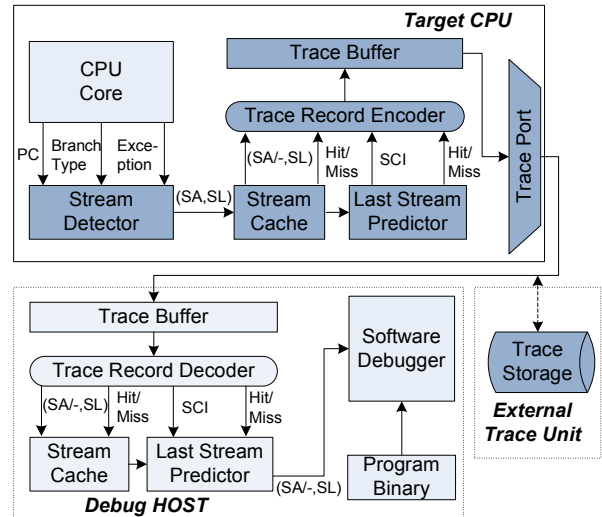 Target CPU
CPU
Core
Trace Buffer
Trace Record Encoder
Trace Port
PC
Branch
Type
Exce-
ption
(SA/-,SL)
Hit/
Miss
SCI
Hit/
Miss
Stream
Detector
(SA,SL)
Stream
Cache
Last Stream
Predictor
Trace Buffer
Trace Record Decoder
(SA/-,SL)
Hit/
Miss
SCI
Hit/
Miss
Stream
Cache
Last Stream
Predictor
(SA/-,SL)
Software
Debugger
Program
Binary
Debug HOST
Trace
Storage
External
Trace Unit